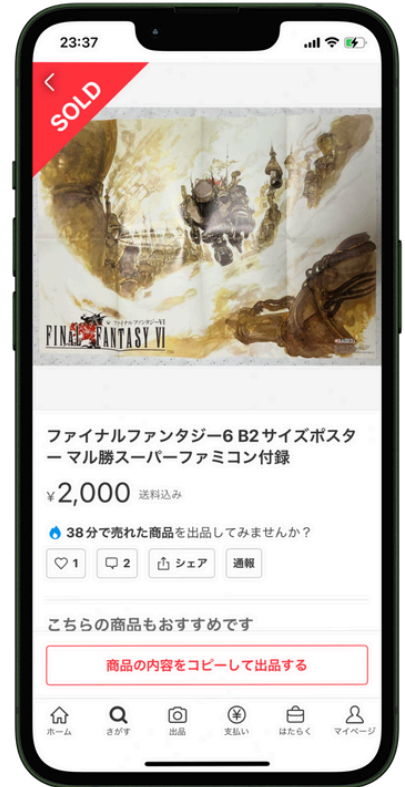 23:37
SOLD
ファイナルファンタジーVI
FINAL FANTASY VI
ファイナルファンタジー6 B2サイズポスタ
ー マル勝スーパーファミコン付録
¥2,000 送料込み
38分で売れた商品を出品してみませんか？
1 2 シェア 通報
こちらの商品もおすすめです
商品の内容をコピーして出品する
ホーム さがす 出品 支払い はたらく マイページ